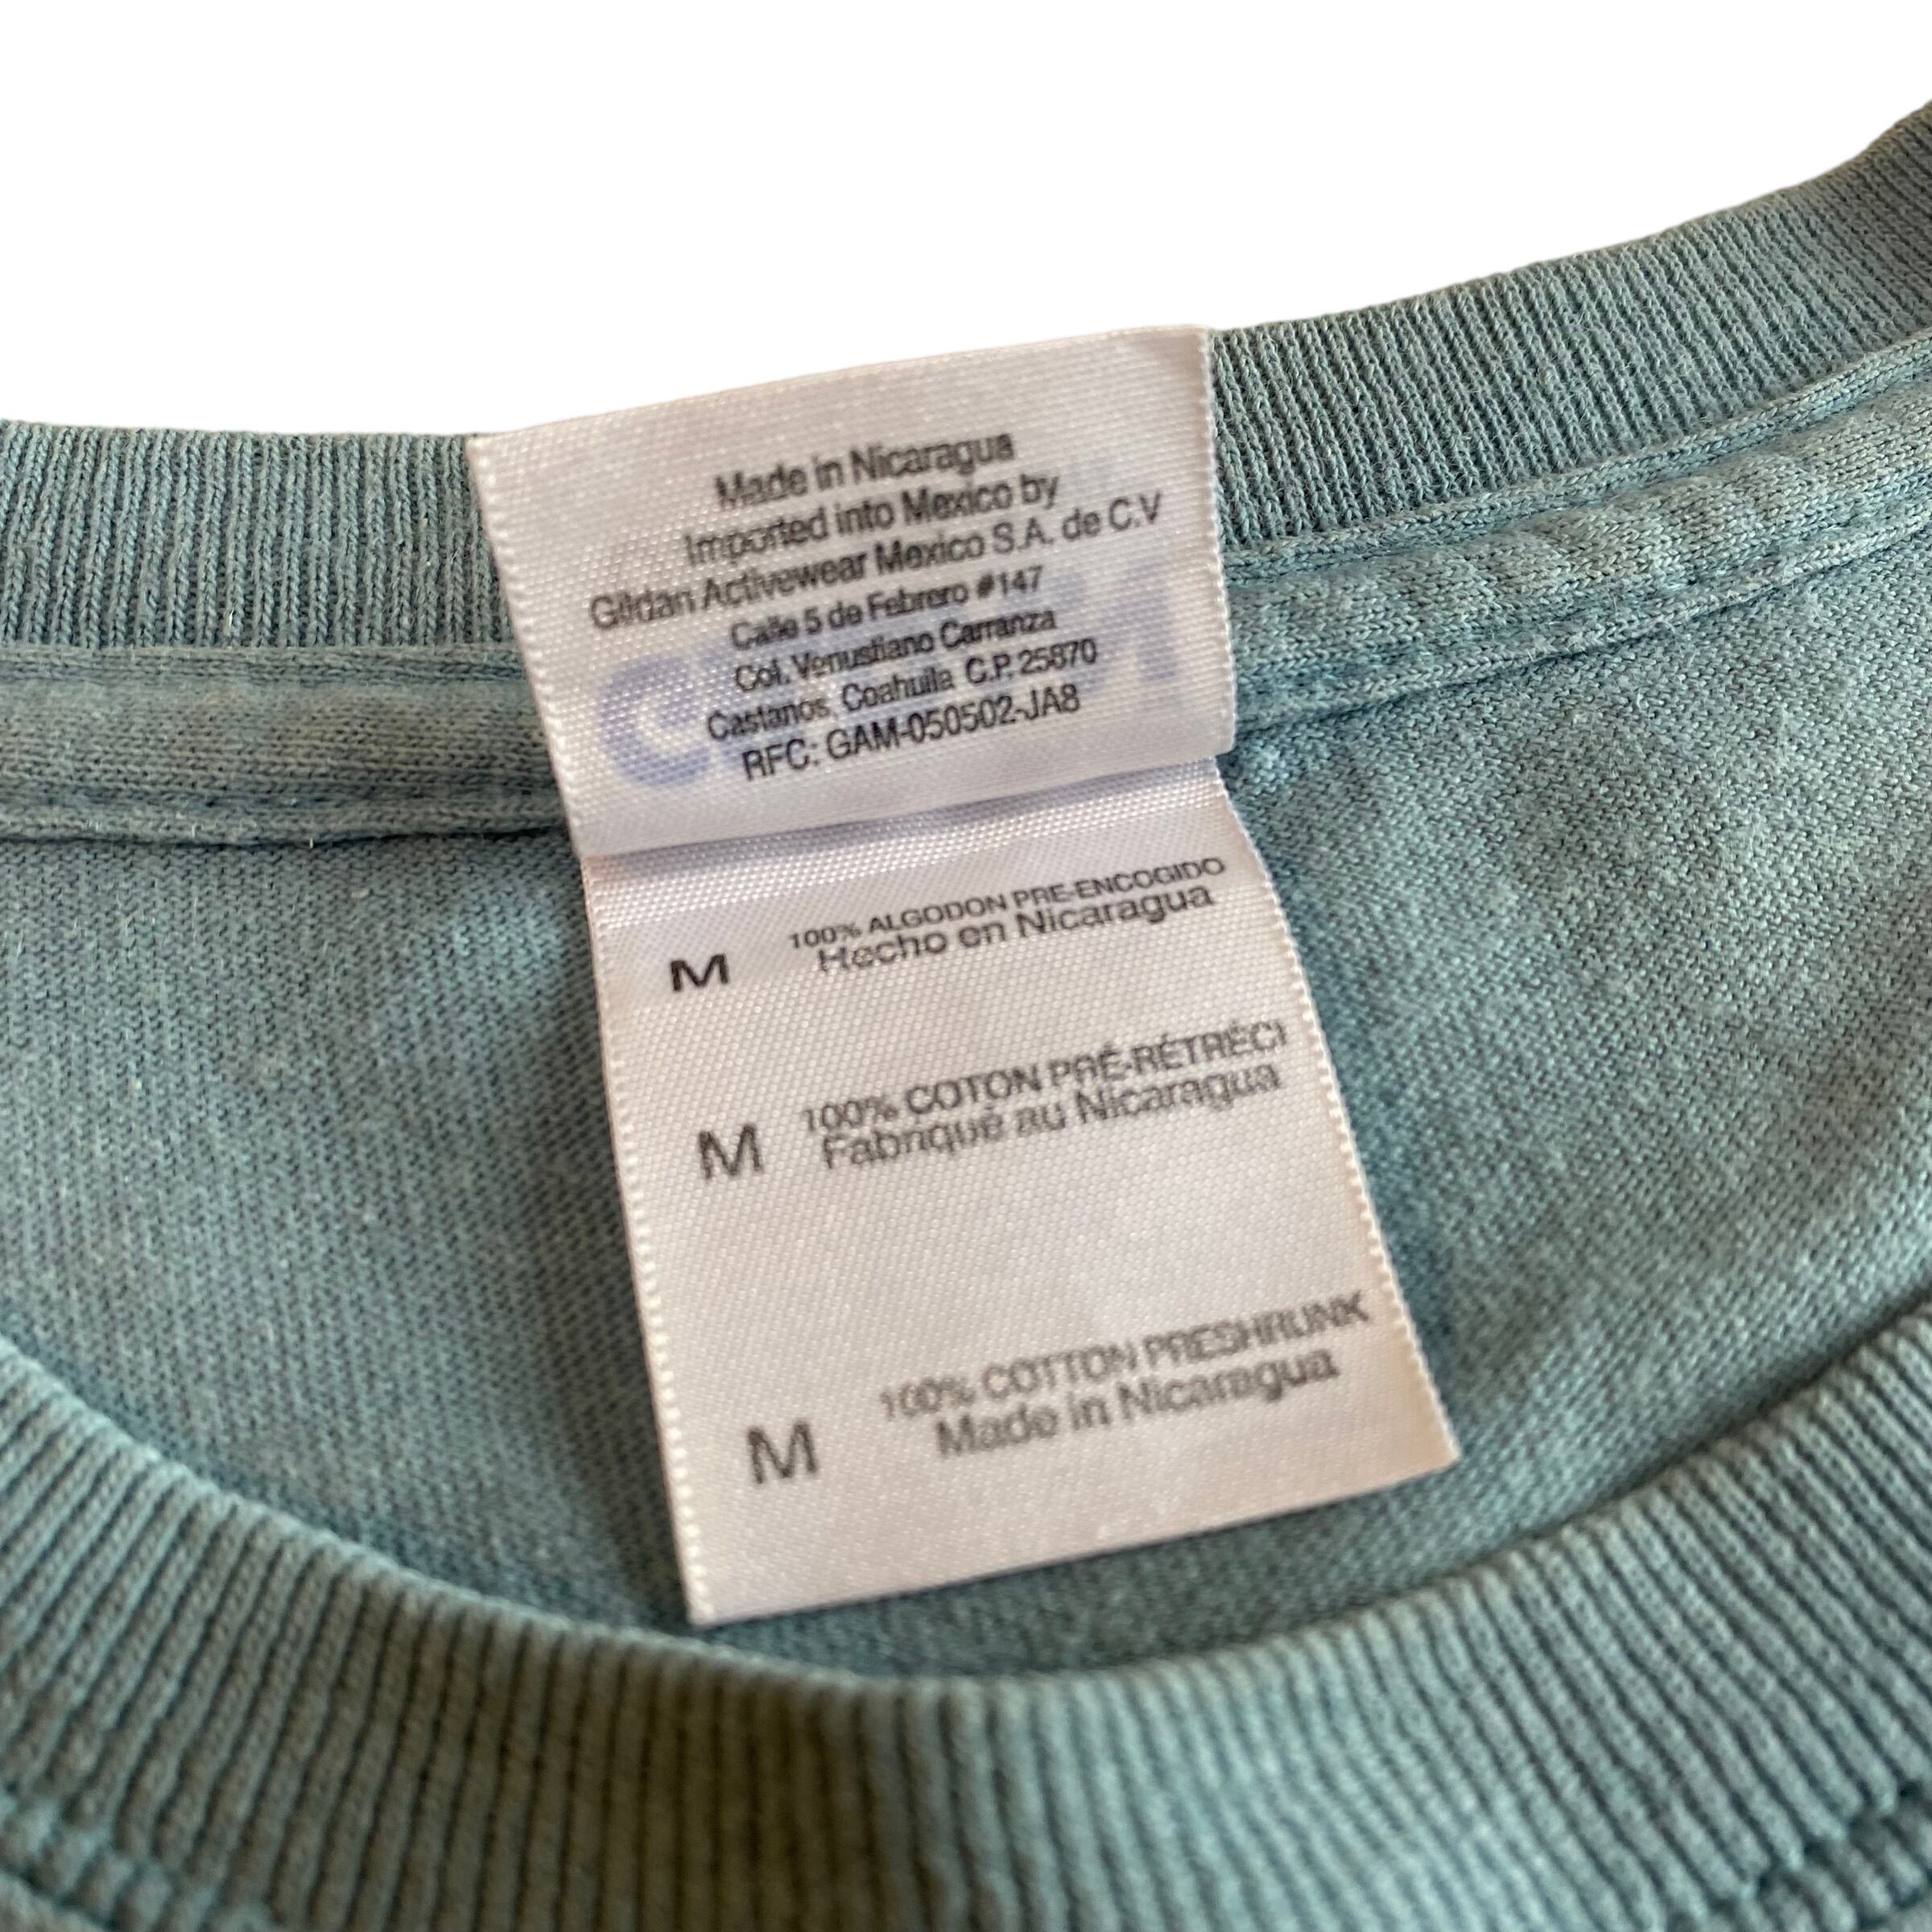 Made in Nicaragua
Imported into Mexico by
Gildan Activewear Mexico S.A. de C.V
Calle 5 de Febrero #147
Col. Venustiano Carranza
Castanos, Coahuila C.P. 25870
RFC: GAM-050502-JA8
M 100% ALGODON PRE-ENCOGIDO
Hecho en Nicaragua
M 100% COTON PRÉ-RÉTRÉCI
Fabriqué au Nicaragua
M 100% COTTON PRESHRUNK
Made in Nicaragua